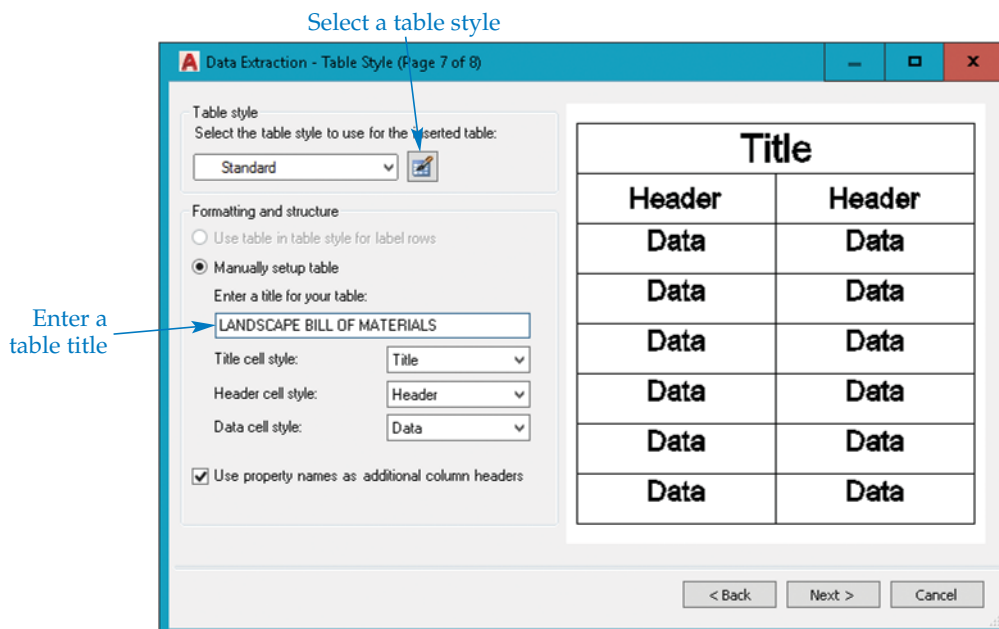 Select a table style
Data Extraction - Table Style (Page 7 of 8)
Table style
Select the table style to use for the inserted table:
Standard
Formatting and structure
Use table in table style for label rows
Manually setup table
Enter a title for your table:
Enter a
table title
LANDSCAPE BILL OF MATERIALS
Title cell style:
Title
Header cell style:
Header
Data cell style:
Data
Use property names as additional column headers
Title
Header Header
Data Data
Data Data
Data Data
Data Data
Data Data
Data Data
< Back Next > Cancel